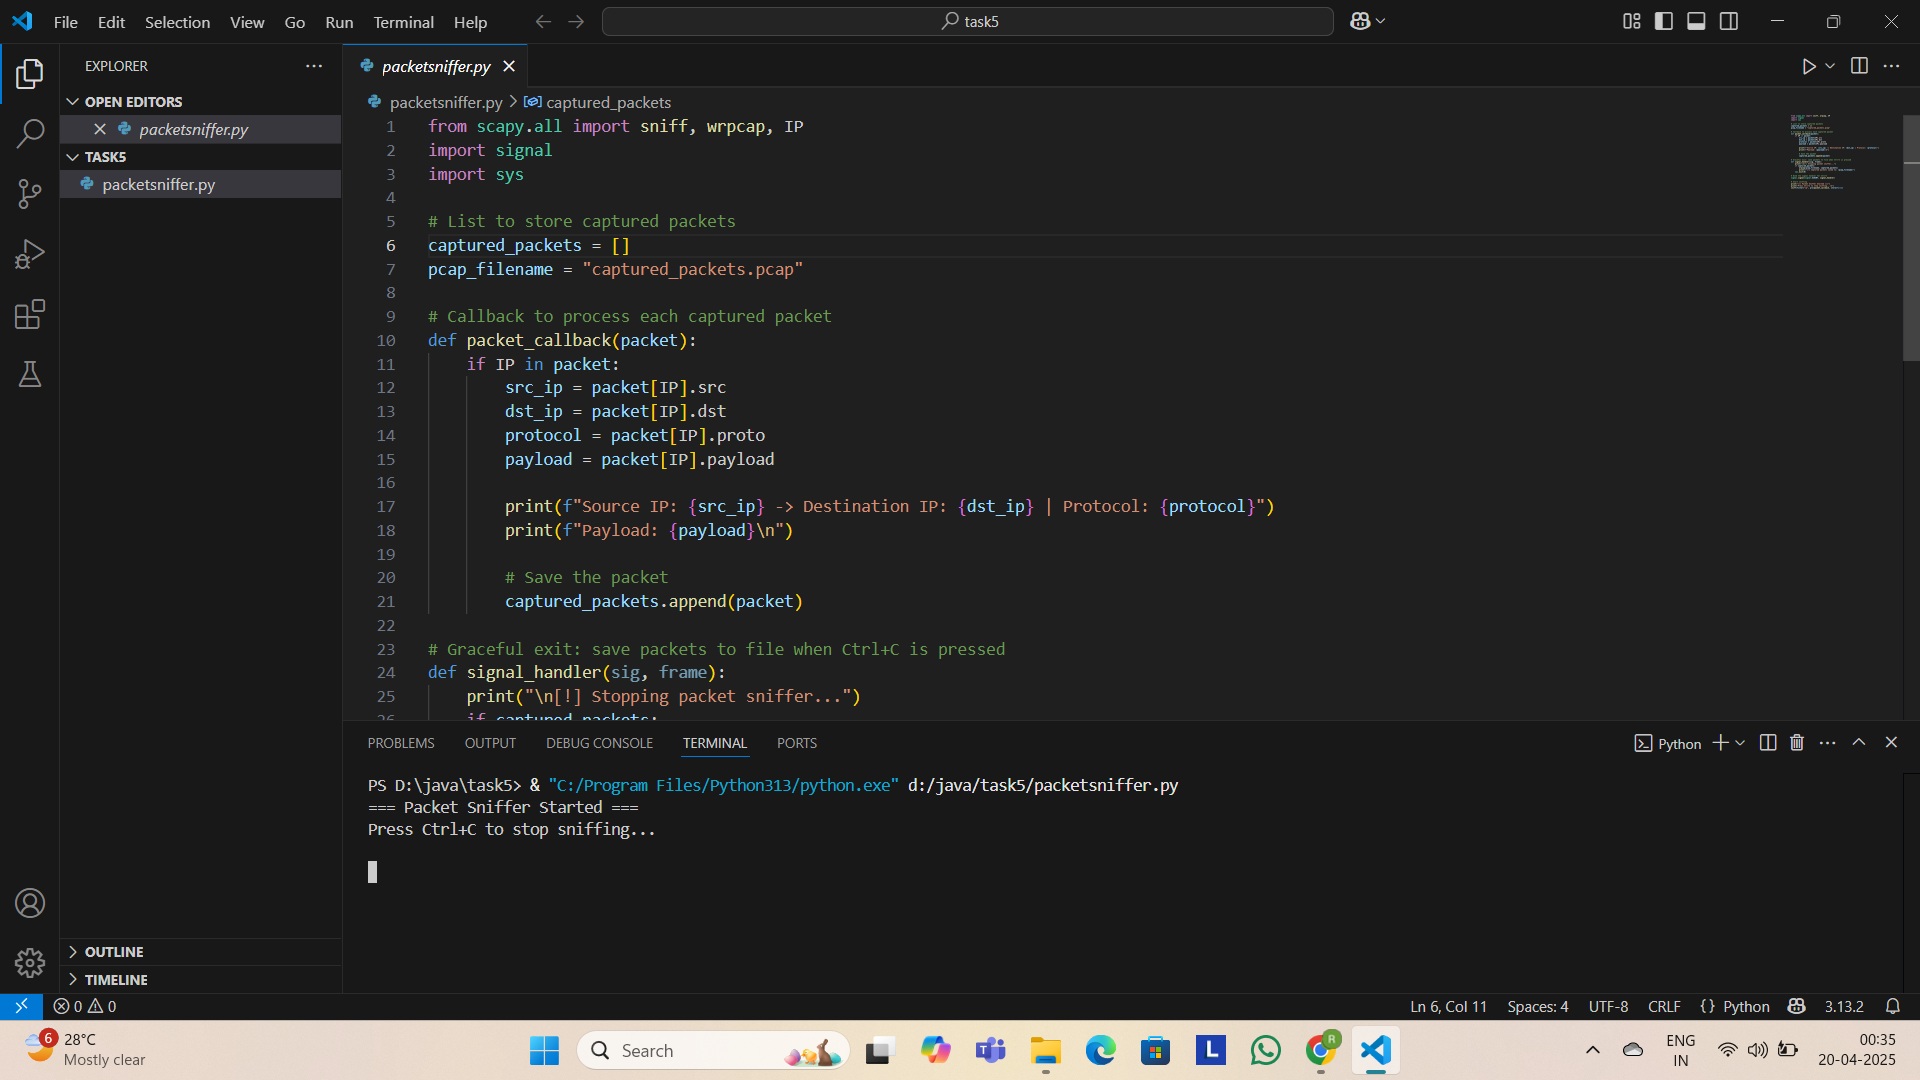 File Edit Selection View Go Run Terminal Help
task5
EXPLORER
OPEN EDITORS
packetsniffer.py
TASK5
packetsniffer.py
OUTLINE
TIMELINE
packetsniffer.py
packetsniffer.py > captured_packets
1 from scapy.all import sniff, wrpcap, IP
2 import signal
3 import sys
4
5 # List to store captured packets
6 captured_packets = []
7 pcap_filename = "captured_packets.pcap"
8
9 # Callback to process each captured packet
10 def packet_callback(packet):
11 if IP in packet:
12 src_ip = packet[IP].src
13 dst_ip = packet[IP].dst
14 protocol = packet[IP].proto
15 payload = packet[IP].payload
16
17 print(f"Source IP: {src_ip} -> Destination IP: {dst_ip} | Protocol: {protocol}")
18 print(f"Payload: {payload}\n")
19
20 # Save the packet
21 captured_packets.append(packet)
22
23 # Graceful exit: save packets to file when Ctrl+C is pressed
24 def signal_handler(sig, frame):
25 print("\n[!] Stopping packet sniffer...")
26 if captured_packets:
PROBLEMS OUTPUT DEBUG CONSOLE TERMINAL PORTS
Python
PS D:\java\task5> & "C:/Program Files/Python313/python.exe" d:/java/task5/packetsniffer.py
=== Packet Sniffer Started ===
Press Ctrl+C to stop sniffing...
0 0
Ln 6, Col 11 Spaces: 4 UTF-8 CRLF {} Python 3.13.2
6
28°C
Mostly clear
Search
L
R
ENG
IN
00:35
20-04-2025